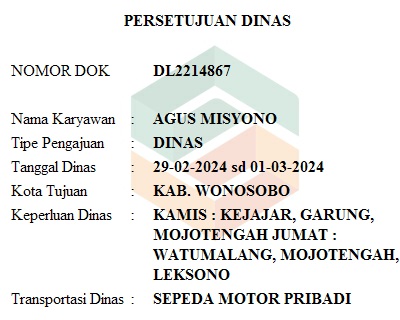 PERSETUJUAN DINAS
NOMOR DOK DL2214867
Nama Karyawan : AGUS MISYONO
Tipe Pengajuan : DINAS
Tanggal Dinas : 29-02-2024 sd 01-03-2024
Kota Tujuan : KAB. WONOSOBO
Keperluan Dinas : KAMIS : KEJAJAR, GARUNG,
MOJOTENGAH JUMAT :
WATUMALANG, MOJOTENGAH,
LEKSONO
Transportasi Dinas : SEPEDA MOTOR PRIBADI